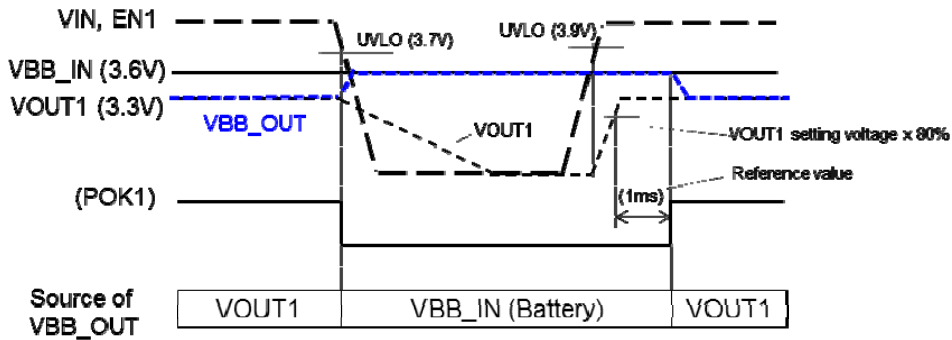 VIN, EN1
UVLO (3.7V)
UVLO (3.9V)
VBB_IN (3.6V)
VOUT1 (3.3V)
VBB_OUT
VOUT1
VOUT1 setting voltage x 80%
Reference value
(POK1)
(1ms)
Source of
VBB_OUT
VOUT1
VBB_IN (Battery)
VOUT1